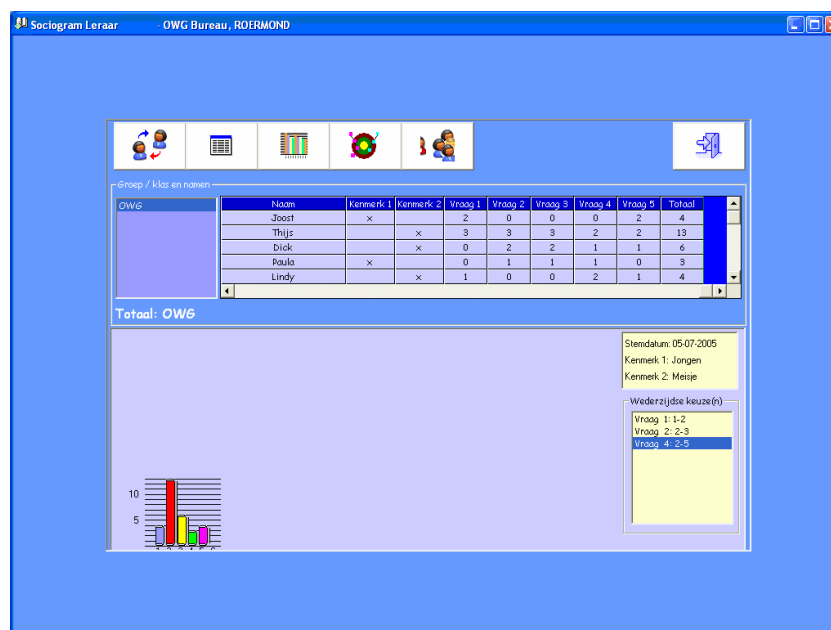 Sociogram Leraar - OWG Bureau, ROERMOND
Groep / klas en namen
OWG
Naam Kenmerk 1 Kenmerk 2 Vraag 1 Vraag 2 Vraag 3 Vraag 4 Vraag 5 Totaal
Joost x 2 0 0 0 2 4
Thijs x 3 3 3 2 2 13
Dick x 0 2 2 1 1 6
Paula x 0 1 1 1 0 3
Lindy x 1 0 0 2 1 4
Totaal: OWG
Stemdatum: 05-07-2005
Kenmerk 1: Jongen
Kenmerk 2: Meisje
Wederzijdse keuze(n)
Vraag 1: 1-2
Vraag 2: 2-3
Vraag 4: 2-5
10
5